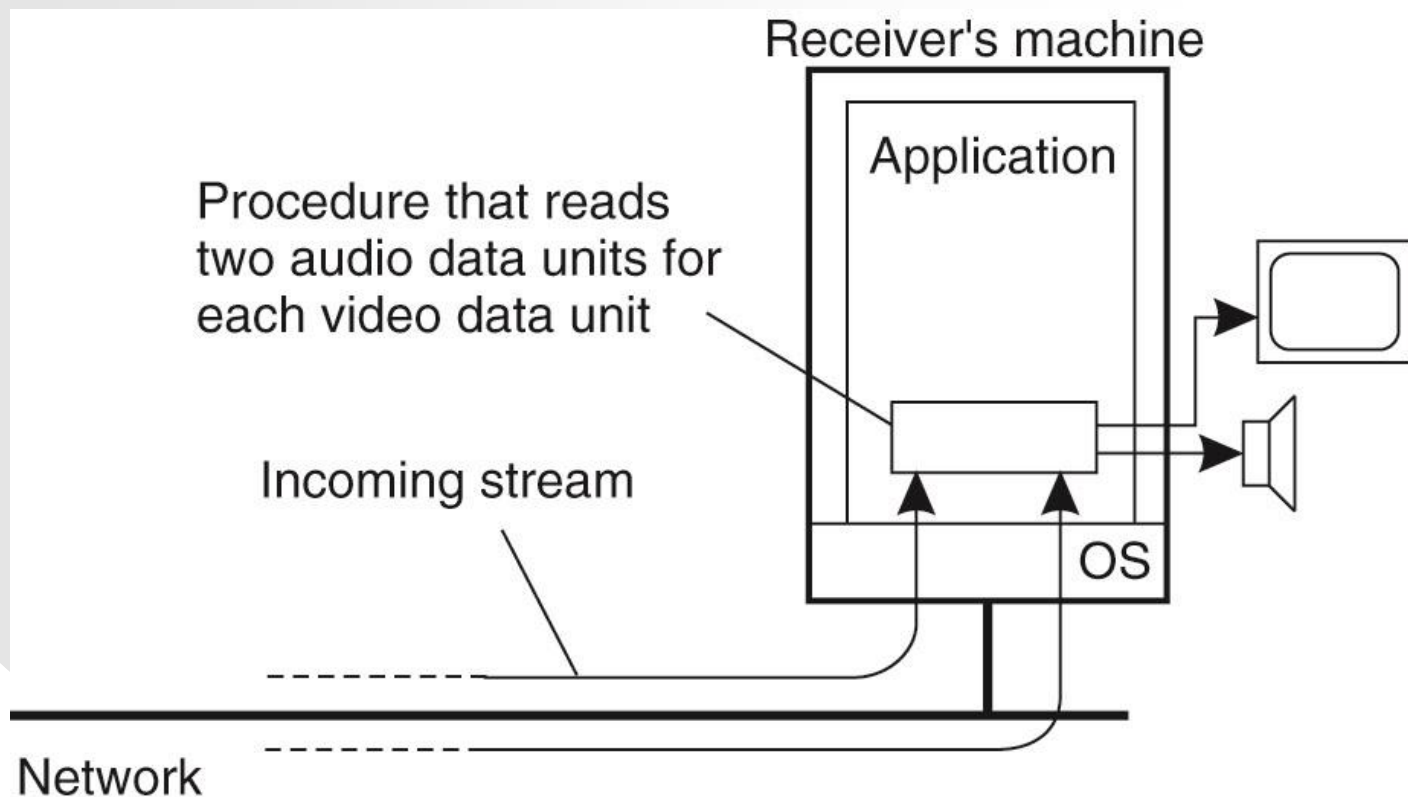 Receiver's machine
Application
Procedure that reads
two audio data units for
each video data unit
Incoming stream
OS
Network